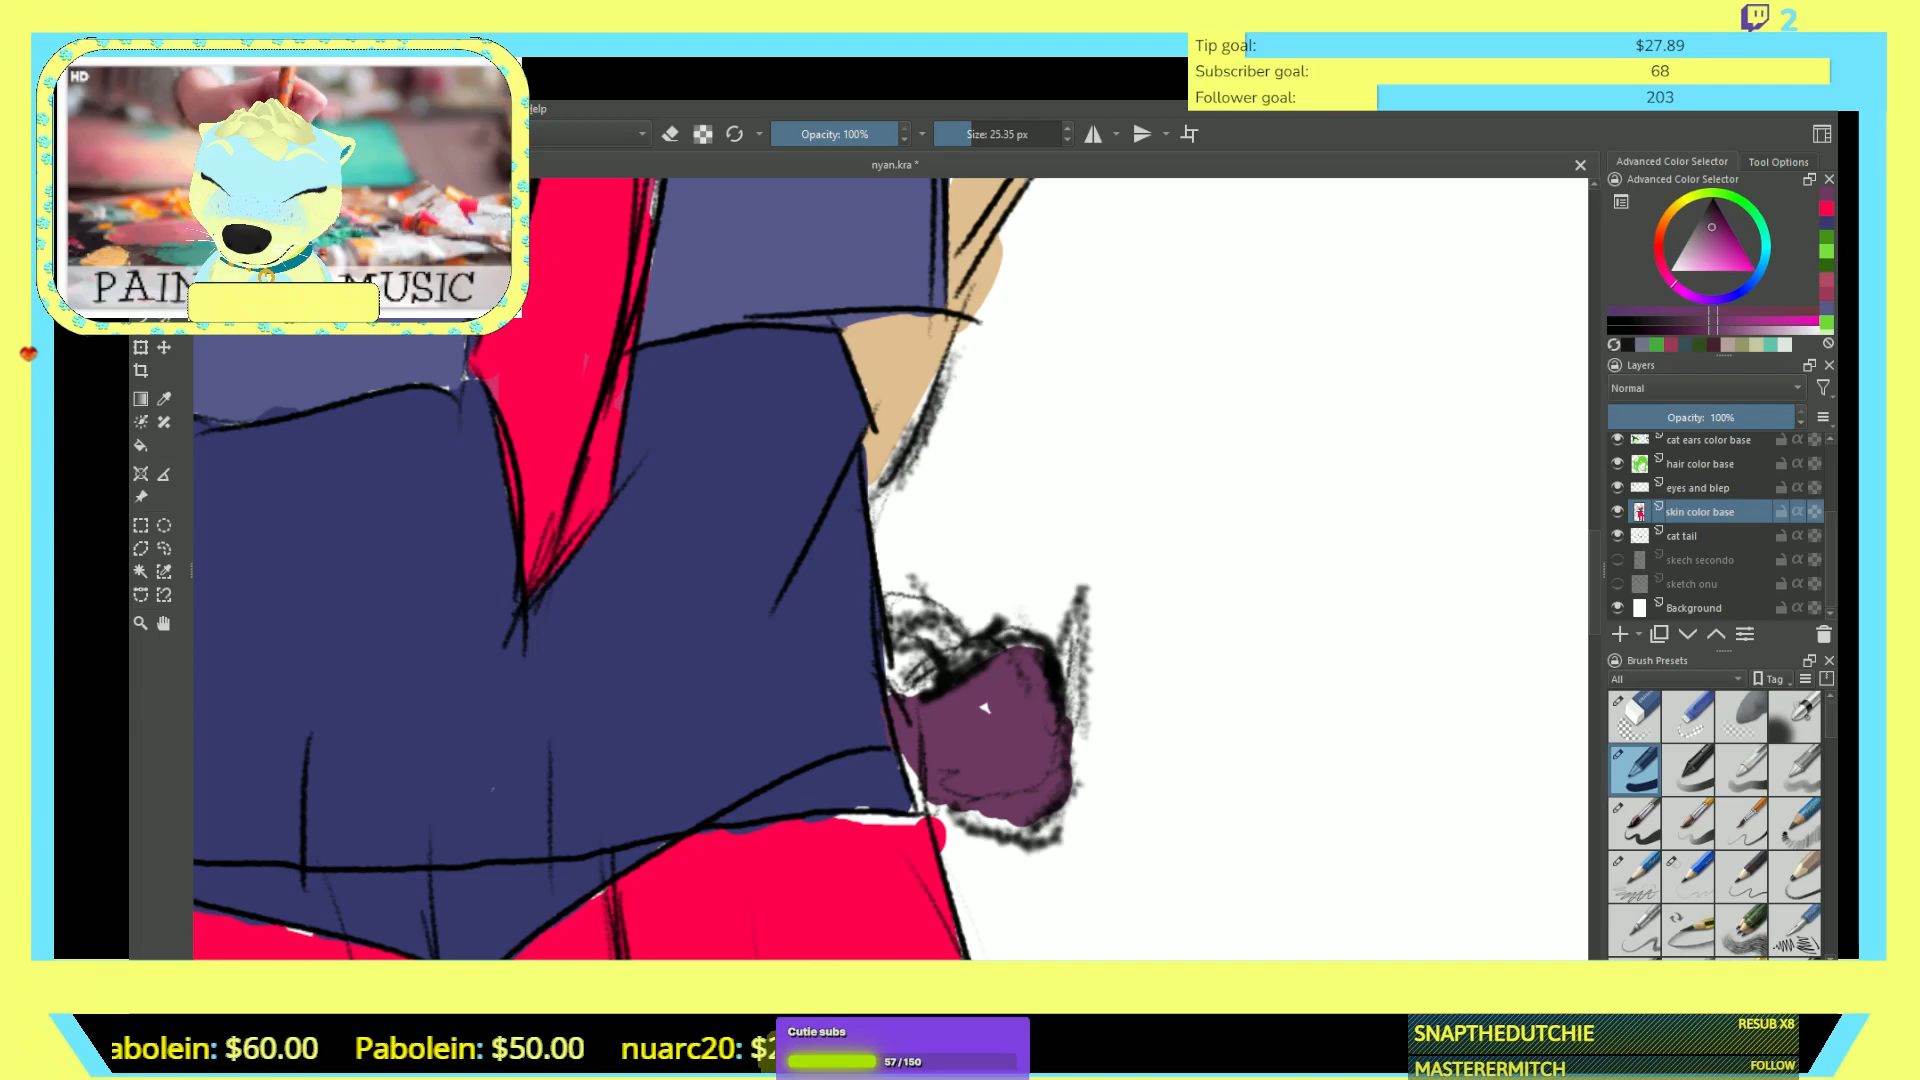 2
Tip goal: $27.89
Subscriber goal: 68
Follower goal: 203
HD
elp
Opacity: 100%
Size: 25.35 px
nyan.kra *
Advanced Color Selector
Tool Options
Advanced Color Selector
PAIN MUSIC
Layers
Normal
Opacity: 100%
cat ears color base
hair color base
eyes and blep
skin color base
cat tail
skech secondo
sketch onu
Background
Brush Presets
All
Tag
abolein: $60.00 Pabolein: $50.00 nuarc20: $2
Cutie subs
57/150
SNAPTHEDUTCHIE RESUB X8
MASTERERMITCH FOLLOW